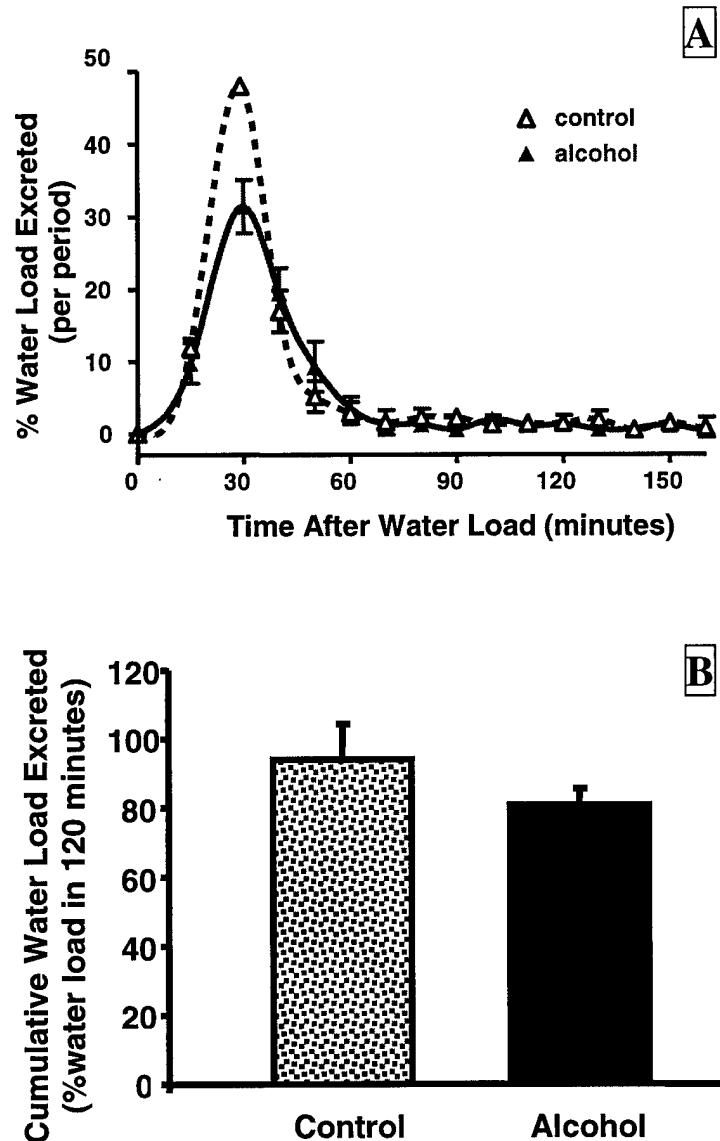 A
% Water Load Excreted
(per period)
50
40
30
20
10
0
control
alcohol
0
30
60
90
120
150
Time After Water Load (minutes)
B
Cumulative Water Load Excreted
(%water load in 120 minutes)
120
100
80
60
40
20
0
Control
Alcohol